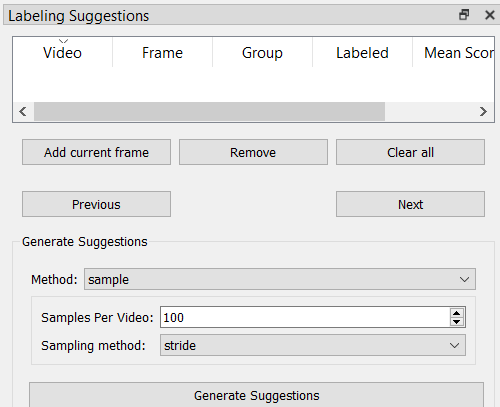 Labeling Suggestions
Video Frame Group Labeled Mean Scor
Add current frame Remove Clear all
Previous Next
Generate Suggestions
Method: sample
Samples Per Video: 100
Sampling method: stride
Generate Suggestions